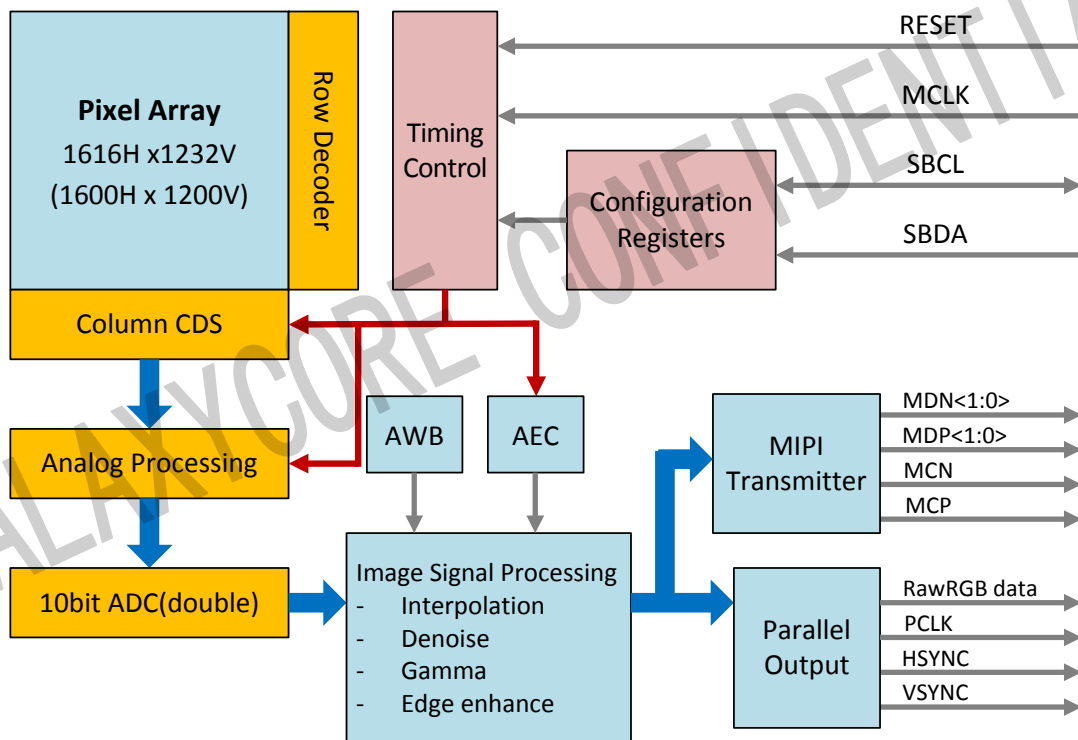 Pixel Array
1616H x1232V
(1600H x 1200V)
Row Decoder
Column CDS
Timing
Control
Configuration
Registers
RESET
MCLK
SBCL
SBDA
Analog Processing
10bit ADC(double)
AWB
AEC
Image Signal Processing
- Interpolation
- Denoise
- Gamma
- Edge enhance
MIPI
Transmitter
MDN<1:0>
MDP<1:0>
MCN
MCP
Parallel
Output
RawRGB data
PCLK
HSYNC
VSYNC
ALAXYCORE CONFIDENTIA